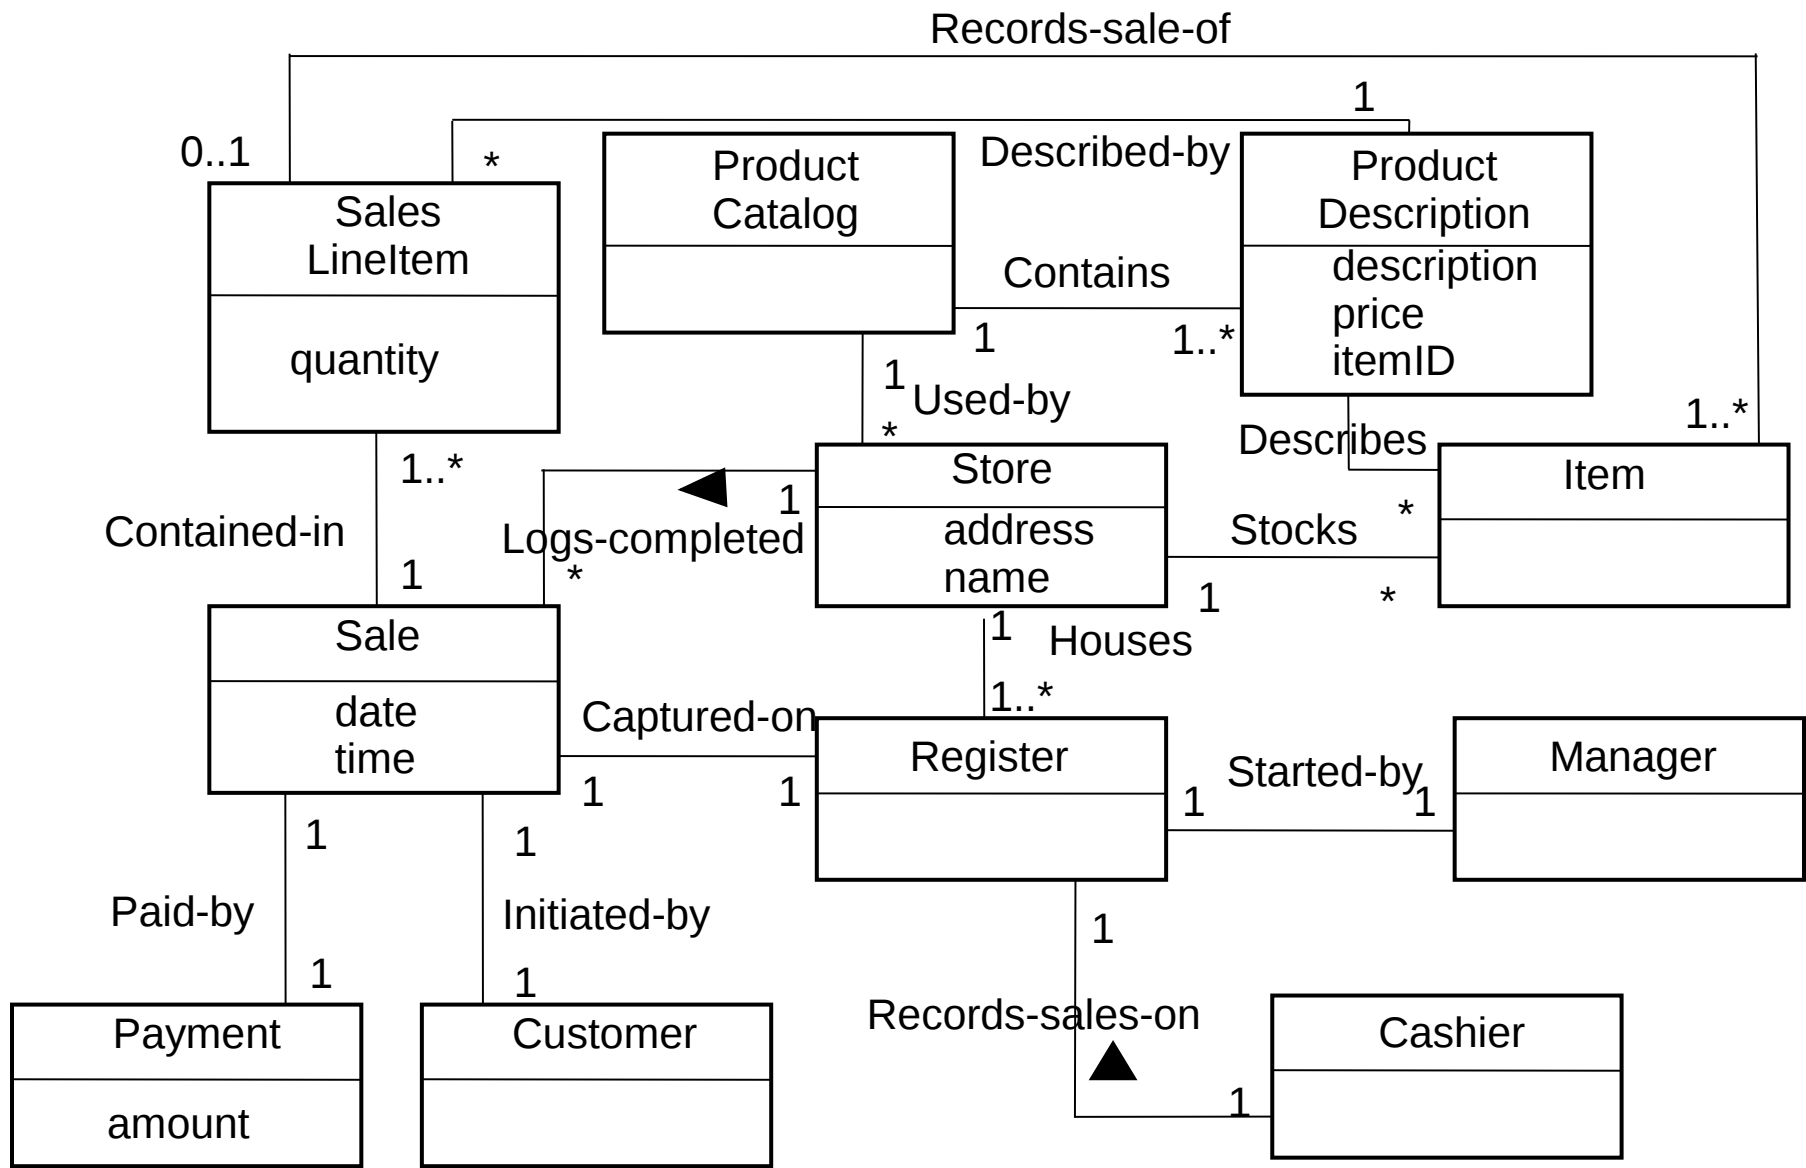 Records-sale-of
1
0..1
*
Described-by
Product
Catalog
Product
Description
Sales
LineItem
description
price
itemID
Contains
1
1..*
quantity
1
Used-by
*
1..*
Describes
1..*
Store
Item
1
*
Contained-in
Logs-completed
address
name
Stocks
1
*
1
*
Sale
1
Houses
1..*
date
time
Captured-on
Register
Started-by
Manager
1
1
1
1
1
1
Paid-by
Initiated-by
1
1
1
Records-sales-on
Payment
Customer
Cashier
1
amount